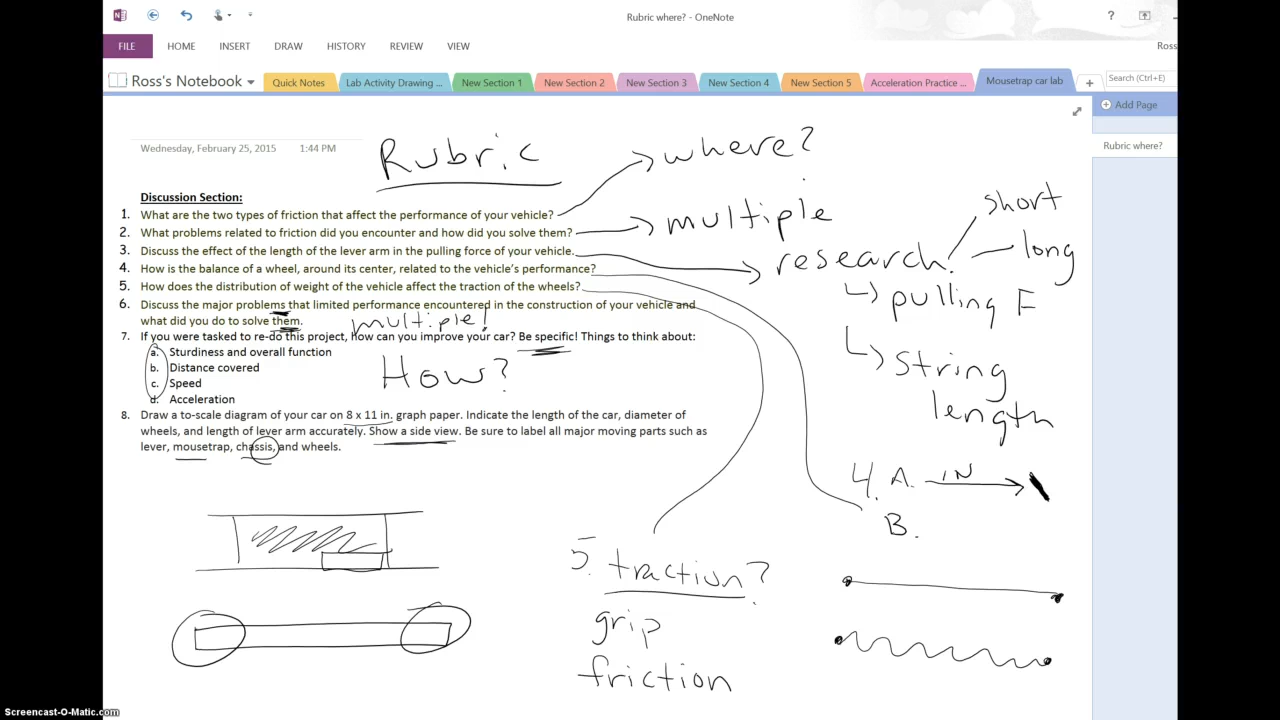 Rubric where? - OneNote
?
Ross
FILE HOME INSERT DRAW HISTORY REVIEW VIEW
Ross's Notebook Quick Notes Lab Activity Drawing ... New Section 1 New Section 2 New Section 3 New Section 4 New Section 5 Acceleration Practice ... Mousetrap car lab Search (Ctrl+E)
Add Page
Rubric where?
Wednesday, February 25, 2015 1:44 PM
Rubric
where?
Discussion Section:
1. What are the two types of friction that affect the performance of your vehicle?
2. What problems related to friction did you encounter and how did you solve them?
3. Discuss the effect of the length of the lever arm in the pulling force of your vehicle.
4. How is the balance of a wheel, around its center, related to the vehicle's performance?
5. How does the distribution of weight of the vehicle affect the traction of the wheels?
6. Discuss the major problems that limited performance encountered in the construction of your vehicle and
what did you do to solve them.
multiple!
7. If you were tasked to re-do this project, how can you improve your car? Be specific! Things to think about:
a. Sturdiness and overall function
b. Distance covered
c. Speed
d. Acceleration
How?
8. Draw a to-scale diagram of your car on 8 x 11 in. graph paper. Indicate the length of the car, diameter of
wheels, and length of lever arm accurately. Show a side view. Be sure to label all major moving parts such as
lever, mousetrap, chassis, and wheels.
multiple
research.
short
long
pulling F
string
length
4. A. IN
B.
5. traction?
grip
friction
Screencast-O-Matic.com